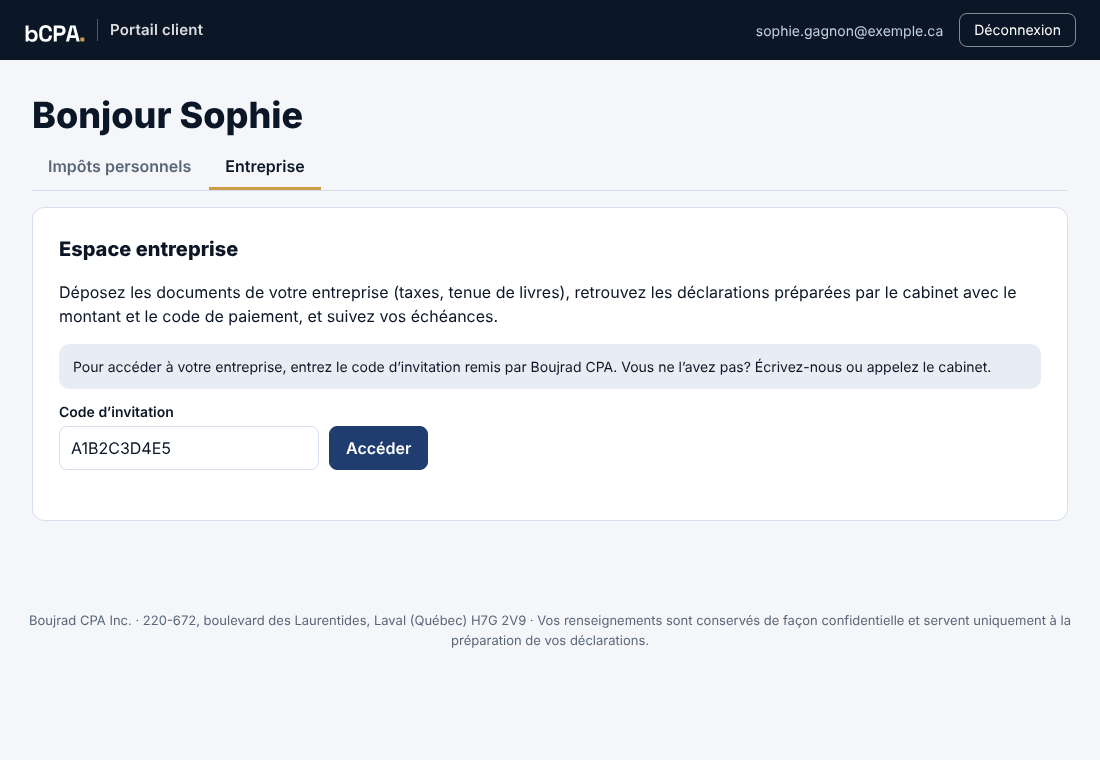 bCPA.
Portail client
sophie.gagnon@exemple.ca
Déconnexion
Bonjour Sophie
Impôts personnels
Entreprise
Espace entreprise
Déposez les documents de votre entreprise (taxes, tenue de livres), retrouvez les déclarations préparées par le cabinet avec le
montant et le code de paiement, et suivez vos échéances.
Pour accéder à votre entreprise, entrez le code d’invitation remis par Boujrad CPA. Vous ne l’avez pas? Écrivez-nous ou appelez le cabinet.
Code d’invitation
A1B2C3D4E5
Accéder
Boujrad CPA Inc. · 220-672, boulevard des Laurentides, Laval (Québec) H7G 2V9 · Vos renseignements sont conservés de façon confidentielle et servent uniquement à la
préparation de vos déclarations.